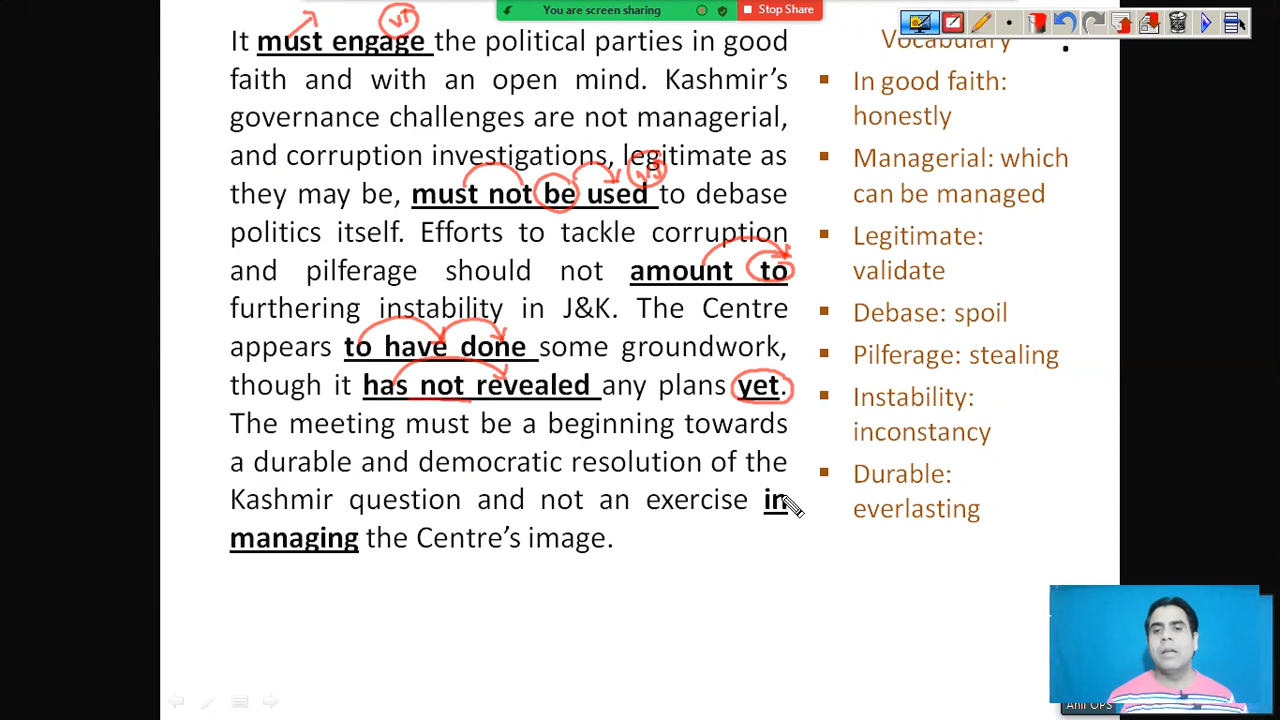 You are screen sharing
Stop Share
It must engage the political parties in good
faith and with an open mind. Kashmir’s
governance challenges are not managerial,
and corruption investigations, legitimate as
they may be, must not be used to debase
politics itself. Efforts to tackle corruption
and pilferage should not amount to
furthering instability in J&K. The Centre
appears to have done some groundwork,
though it has not revealed any plans yet.
The meeting must be a beginning towards
a durable and democratic resolution of the
Kashmir question and not an exercise in
managing the Centre’s image.
Vocabulary
In good faith:
honestly
Managerial: which
can be managed
Legitimate:
validate
Debase: spoil
Pilferage: stealing
Instability:
inconstancy
Durable:
everlasting
Anil OPS